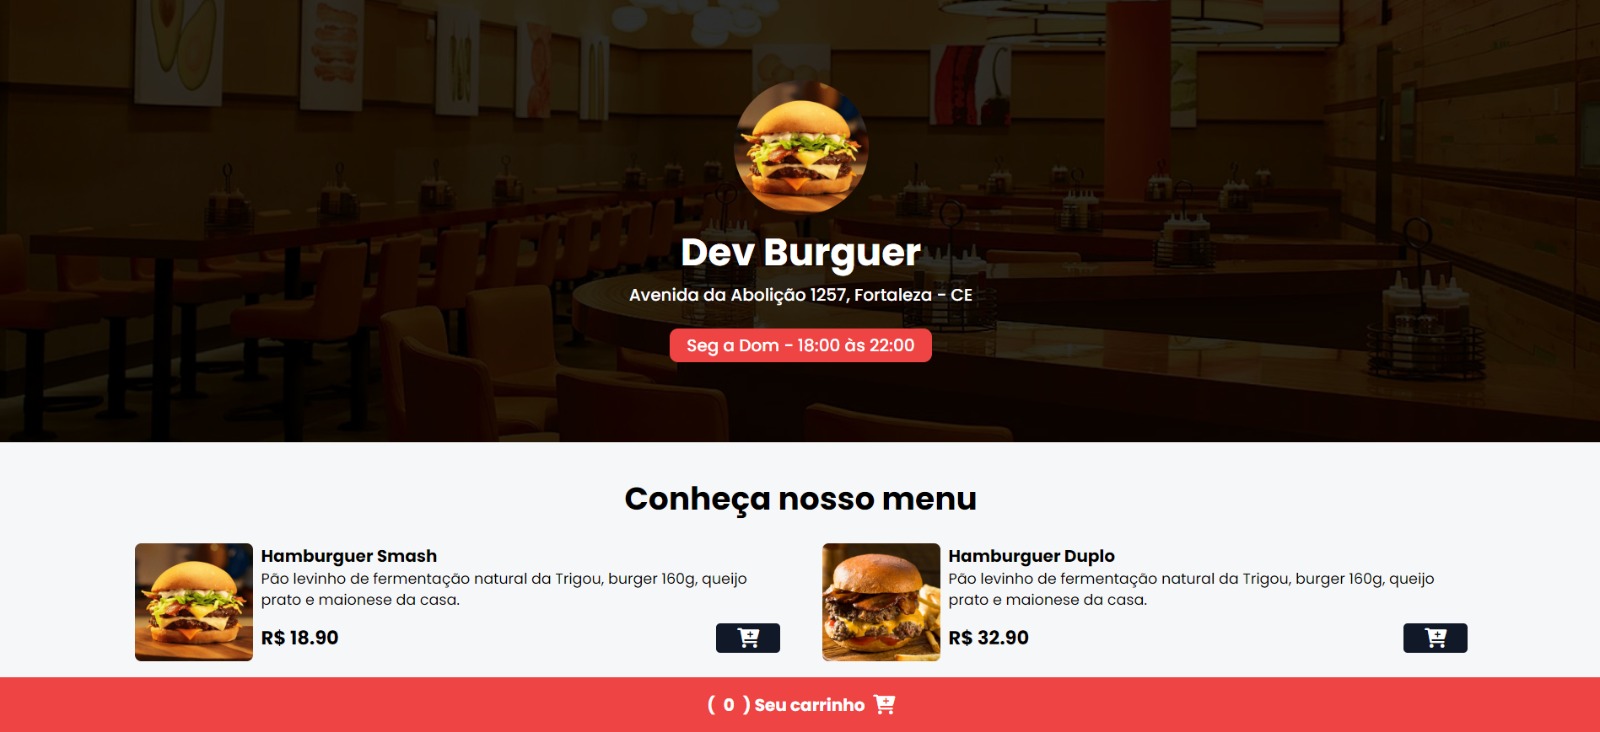 Dev Burguer
Avenida da Abolição 1257, Fortaleza - CE
Seg a Dom - 18:00 às 22:00
Conheça nosso menu
Hamburguer Smash
Pão levinho de fermentação natural da Trigou, burger 160g, queijo
prato e maionese da casa.
R$ 18.90
Hamburguer Duplo
Pão levinho de fermentação natural da Trigou, burger 160g, queijo
prato e maionese da casa.
R$ 32.90
( 0 ) Seu carrinho